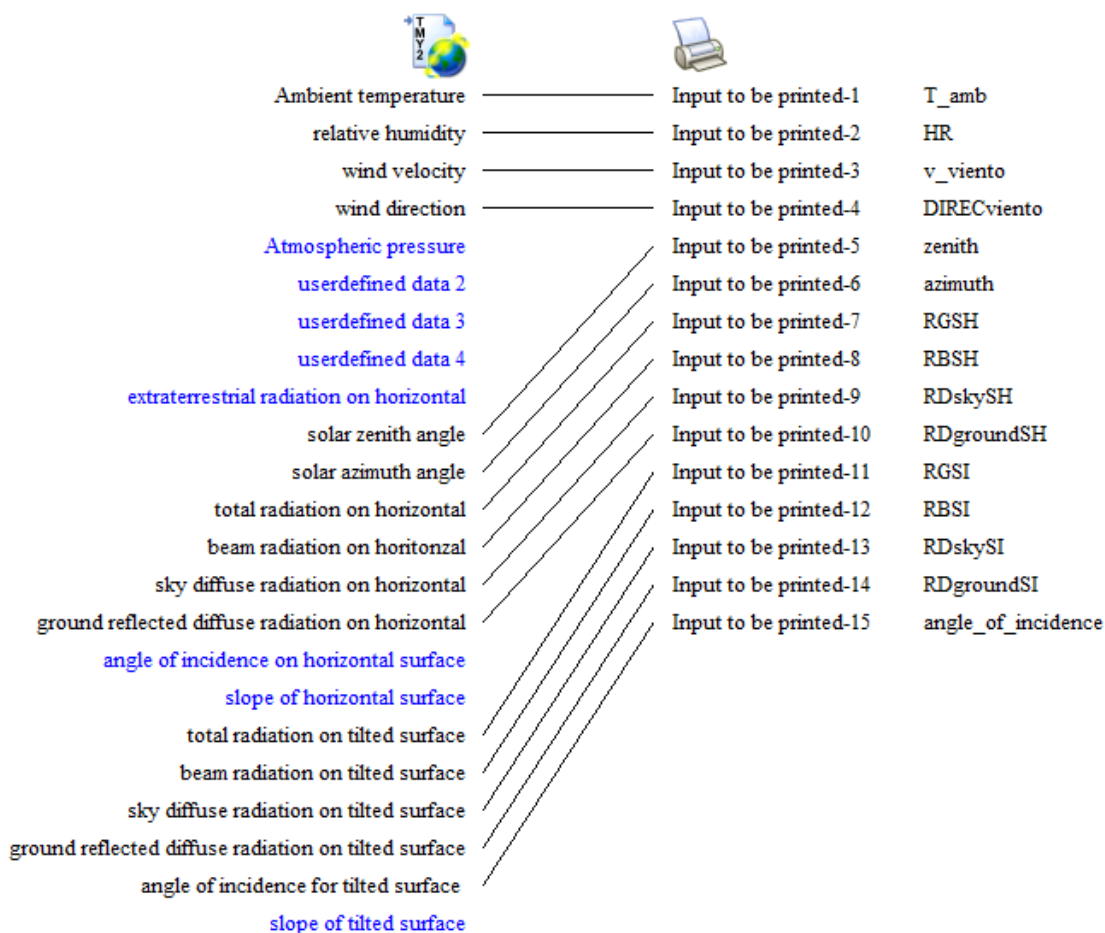 TMY2
Ambient temperature Input to be printed-1 T_amb
relative humidity Input to be printed-2 HR
wind velocity Input to be printed-3 v_viento
wind direction Input to be printed-4 DIRECviento
Atmospheric pressure Input to be printed-5 zenith
userdefined data 2 Input to be printed-6 azimuth
userdefined data 3 Input to be printed-7 RGSH
userdefined data 4 Input to be printed-8 RBSH
extraterrestrial radiation on horizontal Input to be printed-9 RDskySH
solar zenith angle Input to be printed-10 RDgroundSH
solar azimuth angle Input to be printed-11 RGSI
total radiation on horizontal Input to be printed-12 RBSI
beam radiation on horitonzal Input to be printed-13 RDskySI
sky diffuse radiation on horizontal Input to be printed-14 RDgroundSI
ground reflected diffuse radiation on horizontal Input to be printed-15 angle_of_incidence
angle of incidence on horizontal surface
slope of horizontal surface
total radiation on tilted surface
beam radiation on tilted surface
sky diffuse radiation on tilted surface
ground reflected diffuse radiation on tilted surface
angle of incidence for tilted surface
slope of tilted surface